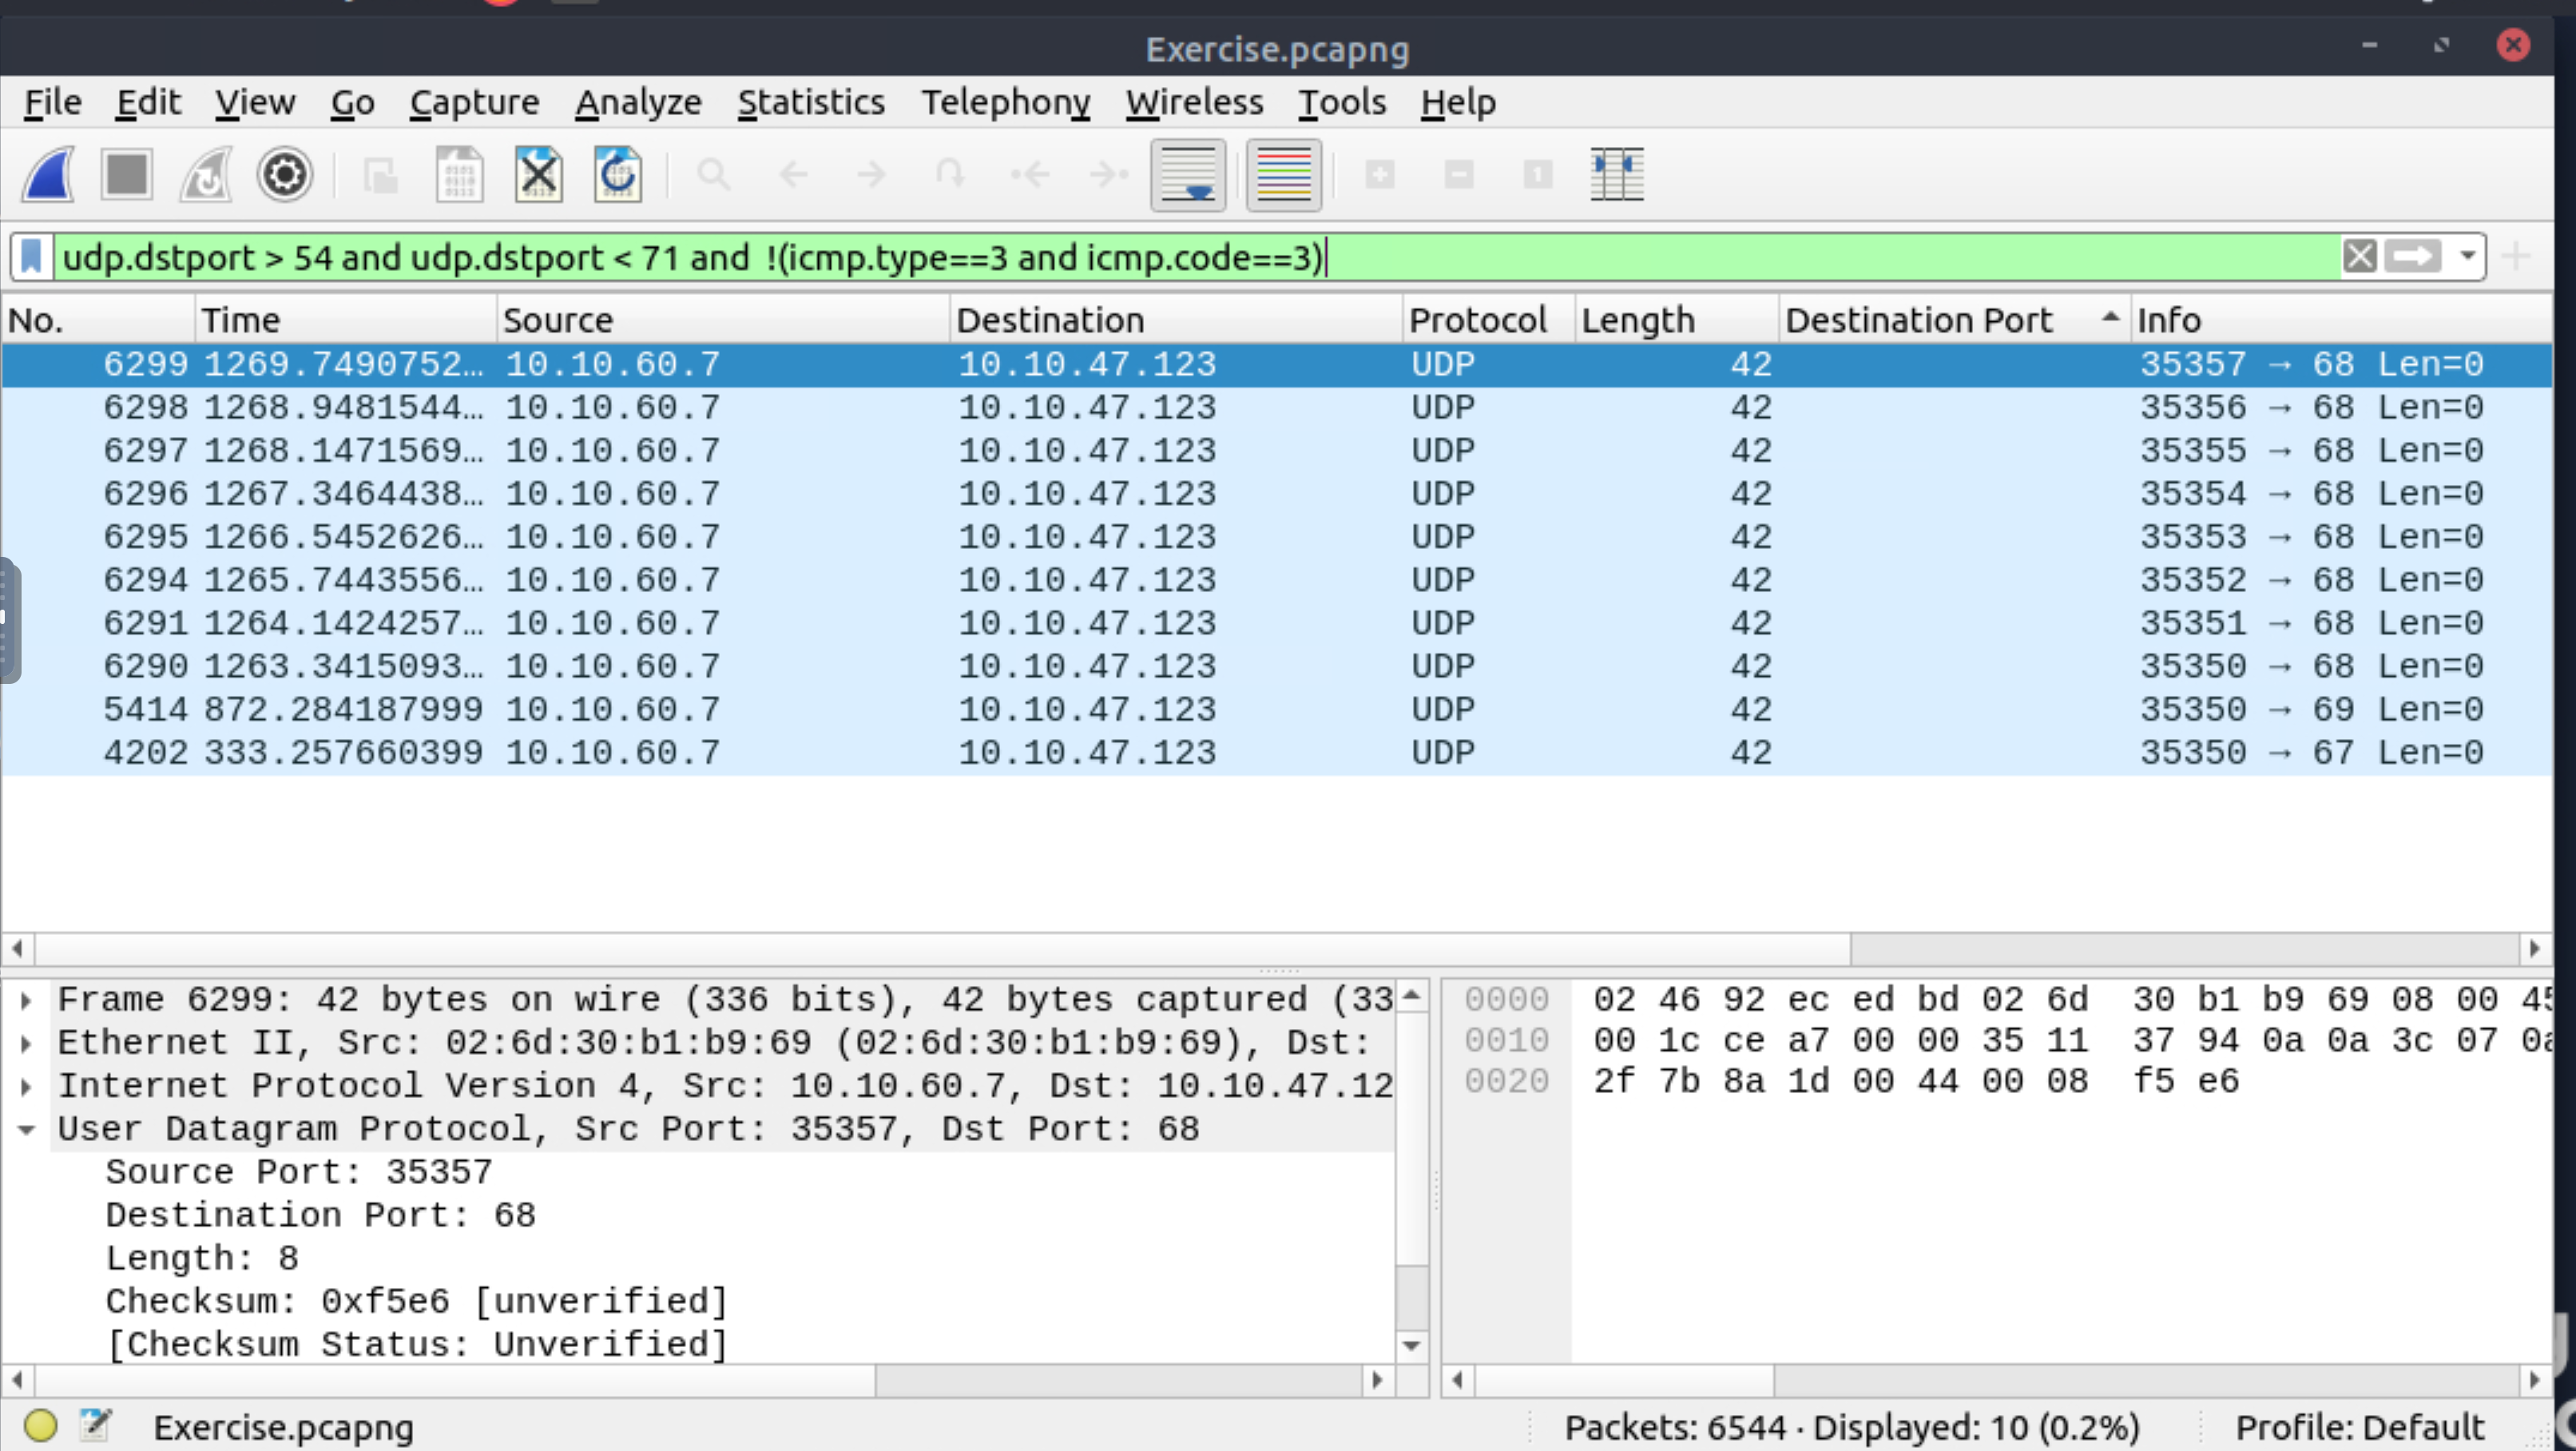 Exercise.pcapng
File Edit View Go Capture Analyze Statistics Telephony Wireless Tools Help
udp.dstport > 54 and udp.dstport < 71 and  !(icmp.type==3 and icmp.code==3)
No. Time Source Destination Protocol Length Destination Port Info
6299 1269.7490752… 10.10.60.7 10.10.47.123 UDP 42 35357 → 68 Len=0
6298 1268.9481544… 10.10.60.7 10.10.47.123 UDP 42 35356 → 68 Len=0
6297 1268.1471569… 10.10.60.7 10.10.47.123 UDP 42 35355 → 68 Len=0
6296 1267.3464438… 10.10.60.7 10.10.47.123 UDP 42 35354 → 68 Len=0
6295 1266.5452626… 10.10.60.7 10.10.47.123 UDP 42 35353 → 68 Len=0
6294 1265.7443556… 10.10.60.7 10.10.47.123 UDP 42 35352 → 68 Len=0
6291 1264.1424257… 10.10.60.7 10.10.47.123 UDP 42 35351 → 68 Len=0
6290 1263.3415093… 10.10.60.7 10.10.47.123 UDP 42 35350 → 68 Len=0
5414 872.284187999 10.10.60.7 10.10.47.123 UDP 42 35350 → 69 Len=0
4202 333.257660399 10.10.60.7 10.10.47.123 UDP 42 35350 → 67 Len=0
Frame 6299: 42 bytes on wire (336 bits), 42 bytes captured (33
Ethernet II, Src: 02:6d:30:b1:b9:69 (02:6d:30:b1:b9:69), Dst:
Internet Protocol Version 4, Src: 10.10.60.7, Dst: 10.10.47.12
User Datagram Protocol, Src Port: 35357, Dst Port: 68
Source Port: 35357
Destination Port: 68
Length: 8
Checksum: 0xf5e6 [unverified]
[Checksum Status: Unverified]
0000 02 46 92 ec ed bd 02 6d 30 b1 b9 69 08 00 45
0010 00 1c ce a7 00 00 35 11 37 94 0a 0a 3c 07 0a
0020 2f 7b 8a 1d 00 44 00 08 f5 e6
Exercise.pcapng Packets: 6544 · Displayed: 10 (0.2%) Profile: Default